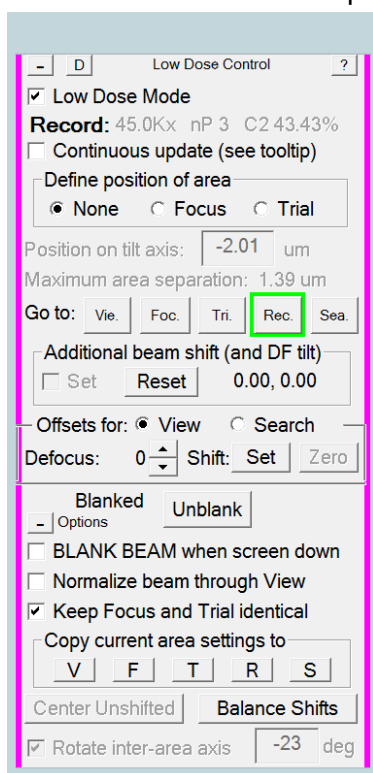 - D Low Dose Control ?
Low Dose Mode
Record: 45.0Kx nP 3 C2 43.43%
Continuous update (see tooltip)
Define position of area
None Focus Trial
Position on tilt axis: -2.01 um
Maximum area separation: 1.39 um
Go to: Vie. Foc. Tri. Rec. Sea.
Additional beam shift (and DF tilt)
Set Reset 0.00, 0.00
Offsets for: View Search
Defocus: 0 Shift: Set Zero
Blanked Unblank
- Options
BLANK BEAM when screen down
Normalize beam through View
Keep Focus and Trial identical
Copy current area settings to
V F T R S
Center Unshifted Balance Shifts
Rotate inter-area axis -23 deg